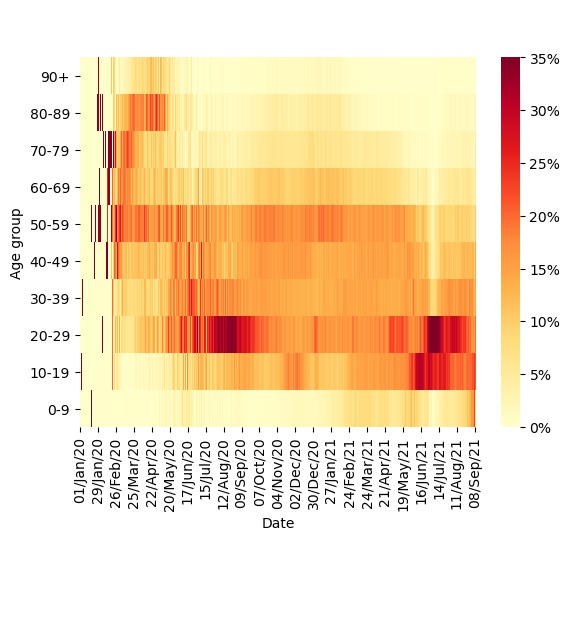 90+
80-89
70-79
60-69
50-59
40-49
30-39
20-29
10-19
0-9
Age group
01/Jan/20
29/Jan/20
26/Feb/20
25/Mar/20
22/Apr/20
20/May/20
17/Jun/20
15/Jul/20
12/Aug/20
09/Sep/20
07/Oct/20
04/Nov/20
02/Dec/20
30/Dec/20
27/Jan/21
24/Feb/21
24/Mar/21
21/Apr/21
19/May/21
16/Jun/21
14/Jul/21
11/Aug/21
08/Sep/21
Date
35%
30%
25%
20%
15%
10%
5%
0%